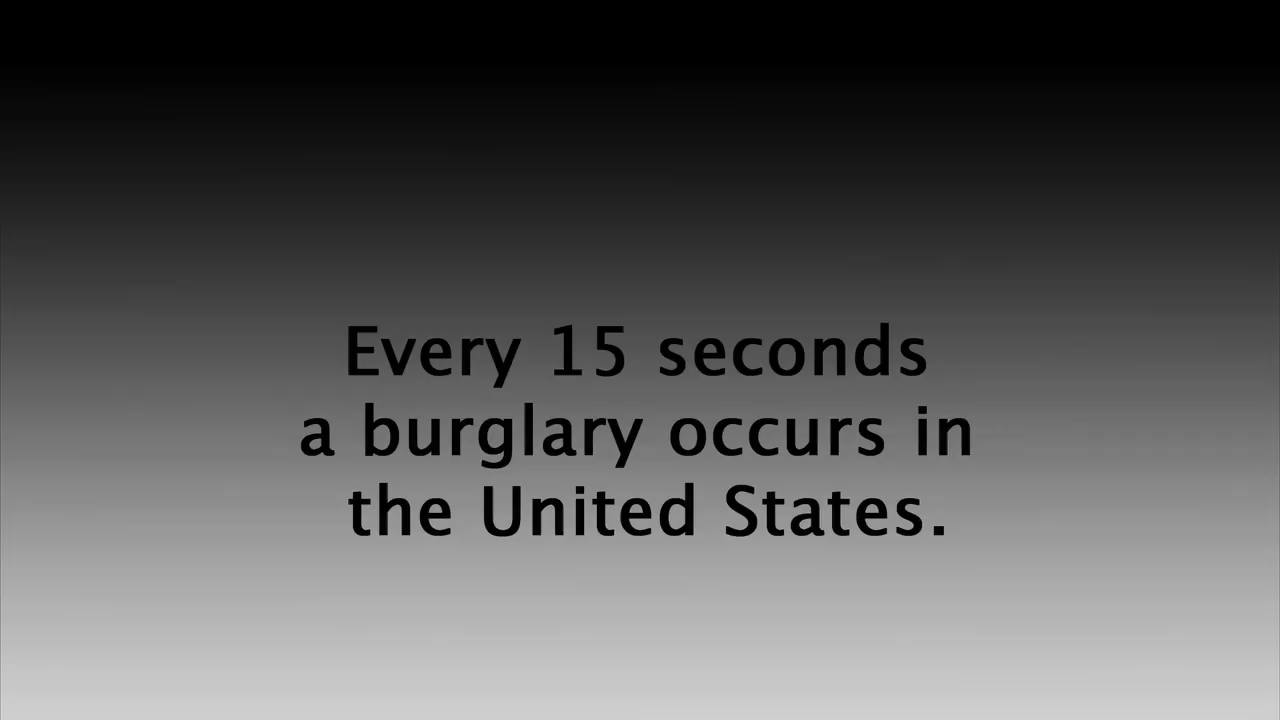 Every 15 seconds
a burglary occurs in
the United States.